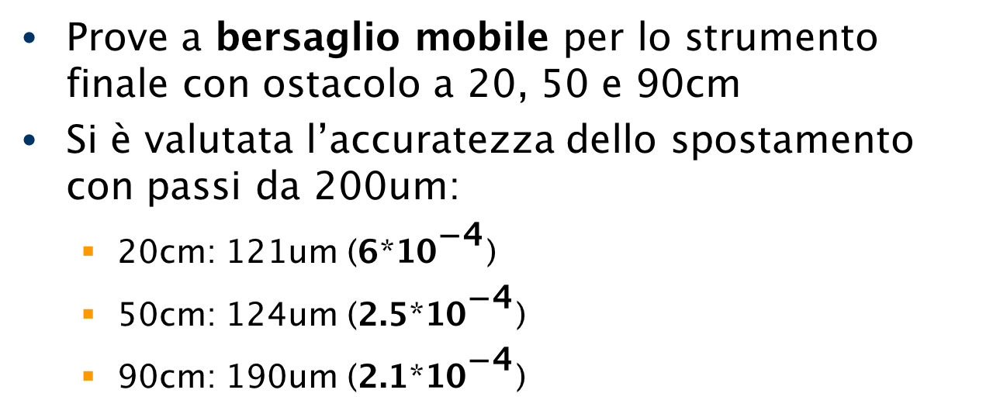 • Prove a bersaglio mobile per lo strumento
finale con ostacolo a 20, 50 e 90cm
• Si è valutata l’accuratezza dello spostamento
con passi da 200um:
▪ 20cm: 121um (6*10⁻⁴)
▪ 50cm: 124um (2.5*10⁻⁴)
▪ 90cm: 190um (2.1*10⁻⁴)